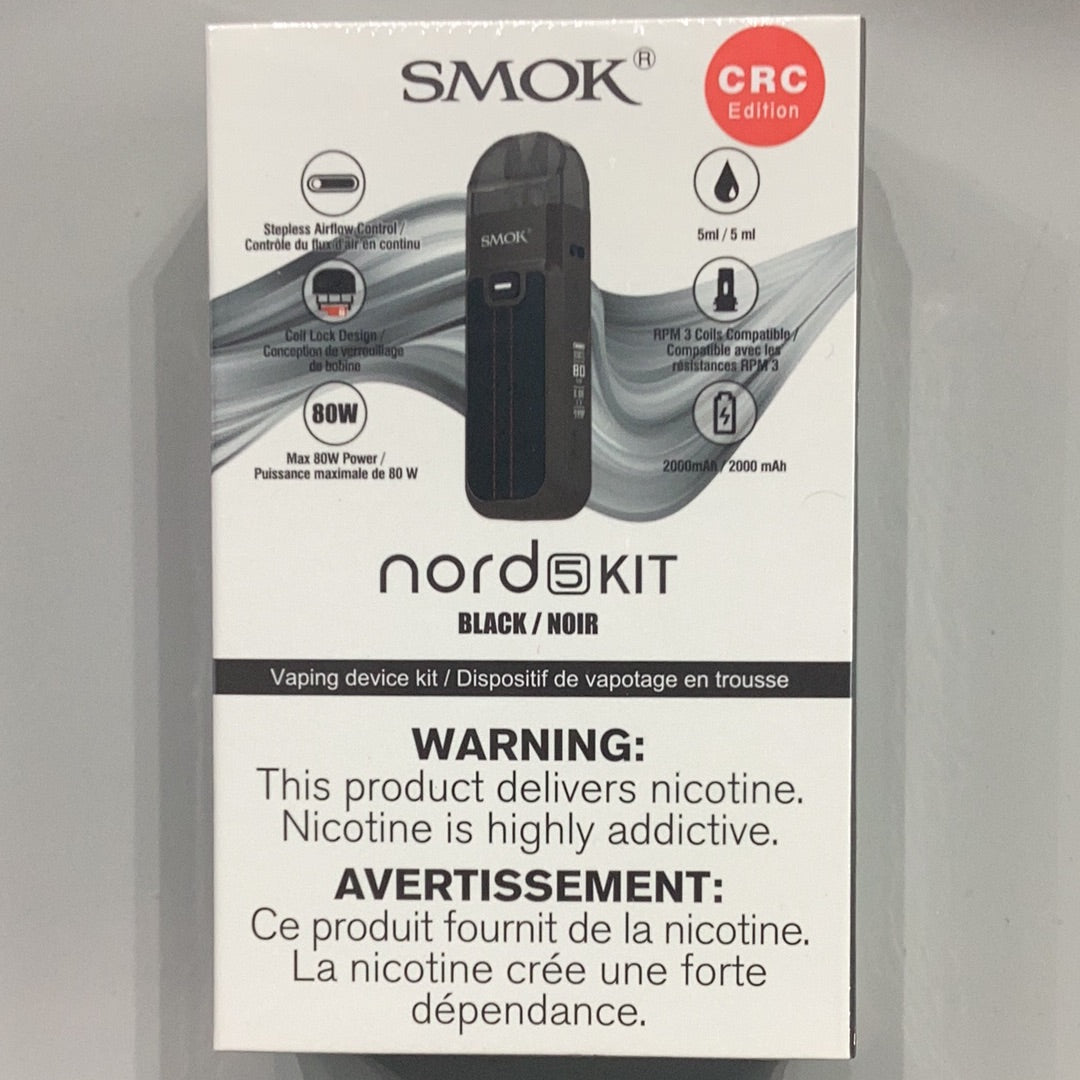 SMOK®
CRC
Edition
Stepless Airflow Control /
Contrôle du flux d'air en continu
5ml / 5 ml
Coil Lock Design /
Conception de verrouillage
de bobine
RPM 3 Coils Compatible /
Compatible avec les
résistances RPM 3
80W
Max 80W Power /
Puissance maximale de 80 W
2000mAh / 2000 mAh
SMOK
80
nord 5 KIT
BLACK / NOIR
Vaping device kit / Dispositif de vapotage en trousse
WARNING:
This product delivers nicotine.
Nicotine is highly addictive.
AVERTISSEMENT:
Ce produit fournit de la nicotine.
La nicotine crée une forte
dépendance.